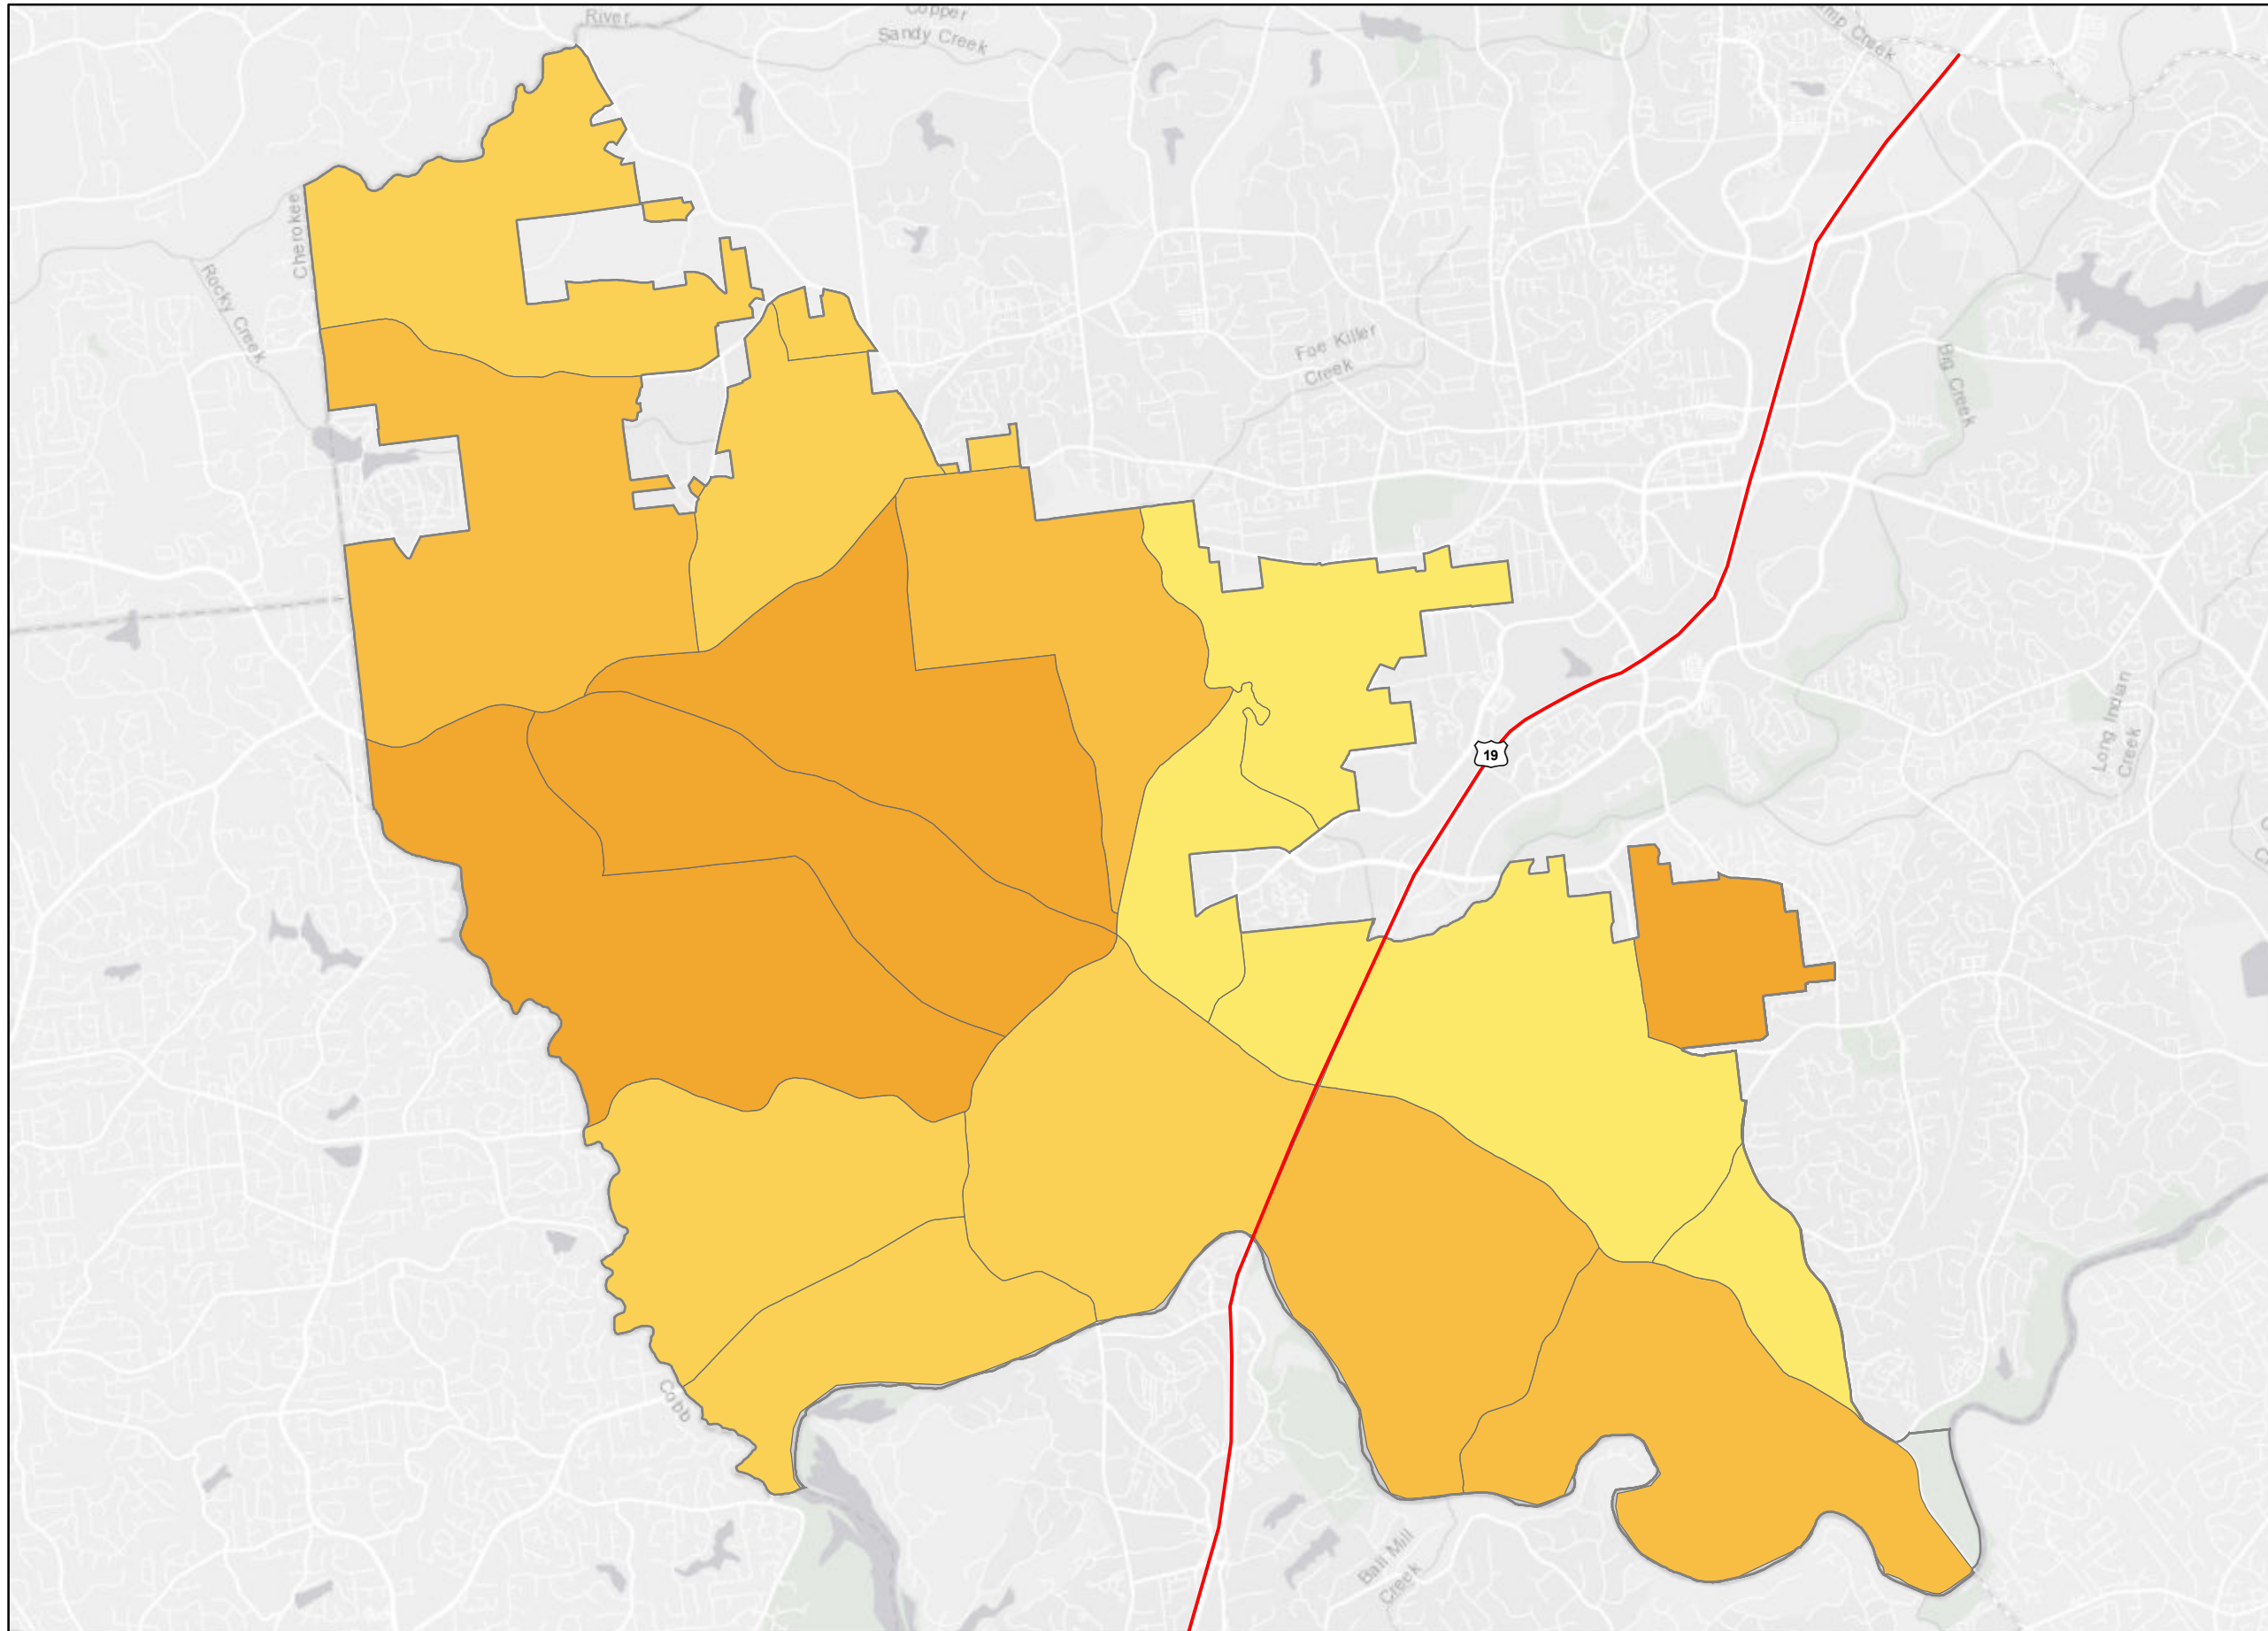 River
Copper
Sandy Creek
Cherokee
Rocky Creek
Foe Killer
Creek
Big Creek
Long Indian
Creek
19
Cobb
Ball Mill
Creek